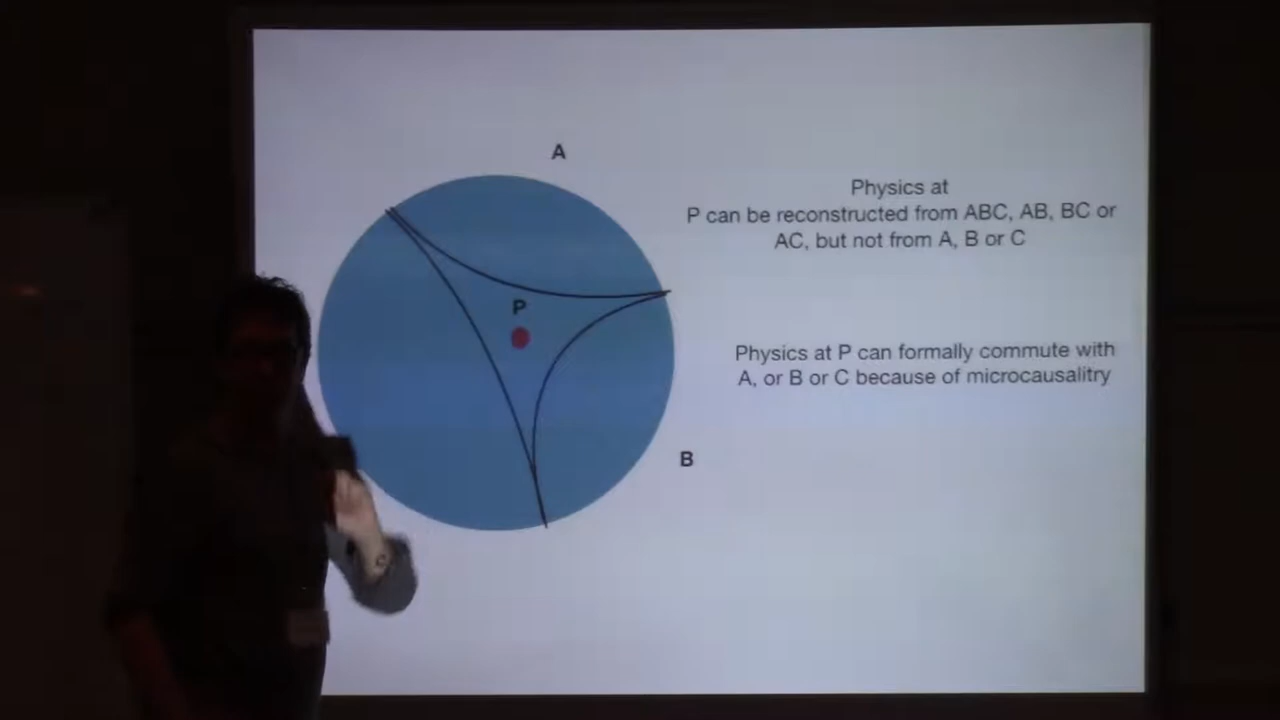 A
Physics at
P can be reconstructed from ABC, AB, BC or
AC, but not from A, B or C
P
Physics at P can formally commute with
A, or B or C because of microcausalitry
B
C